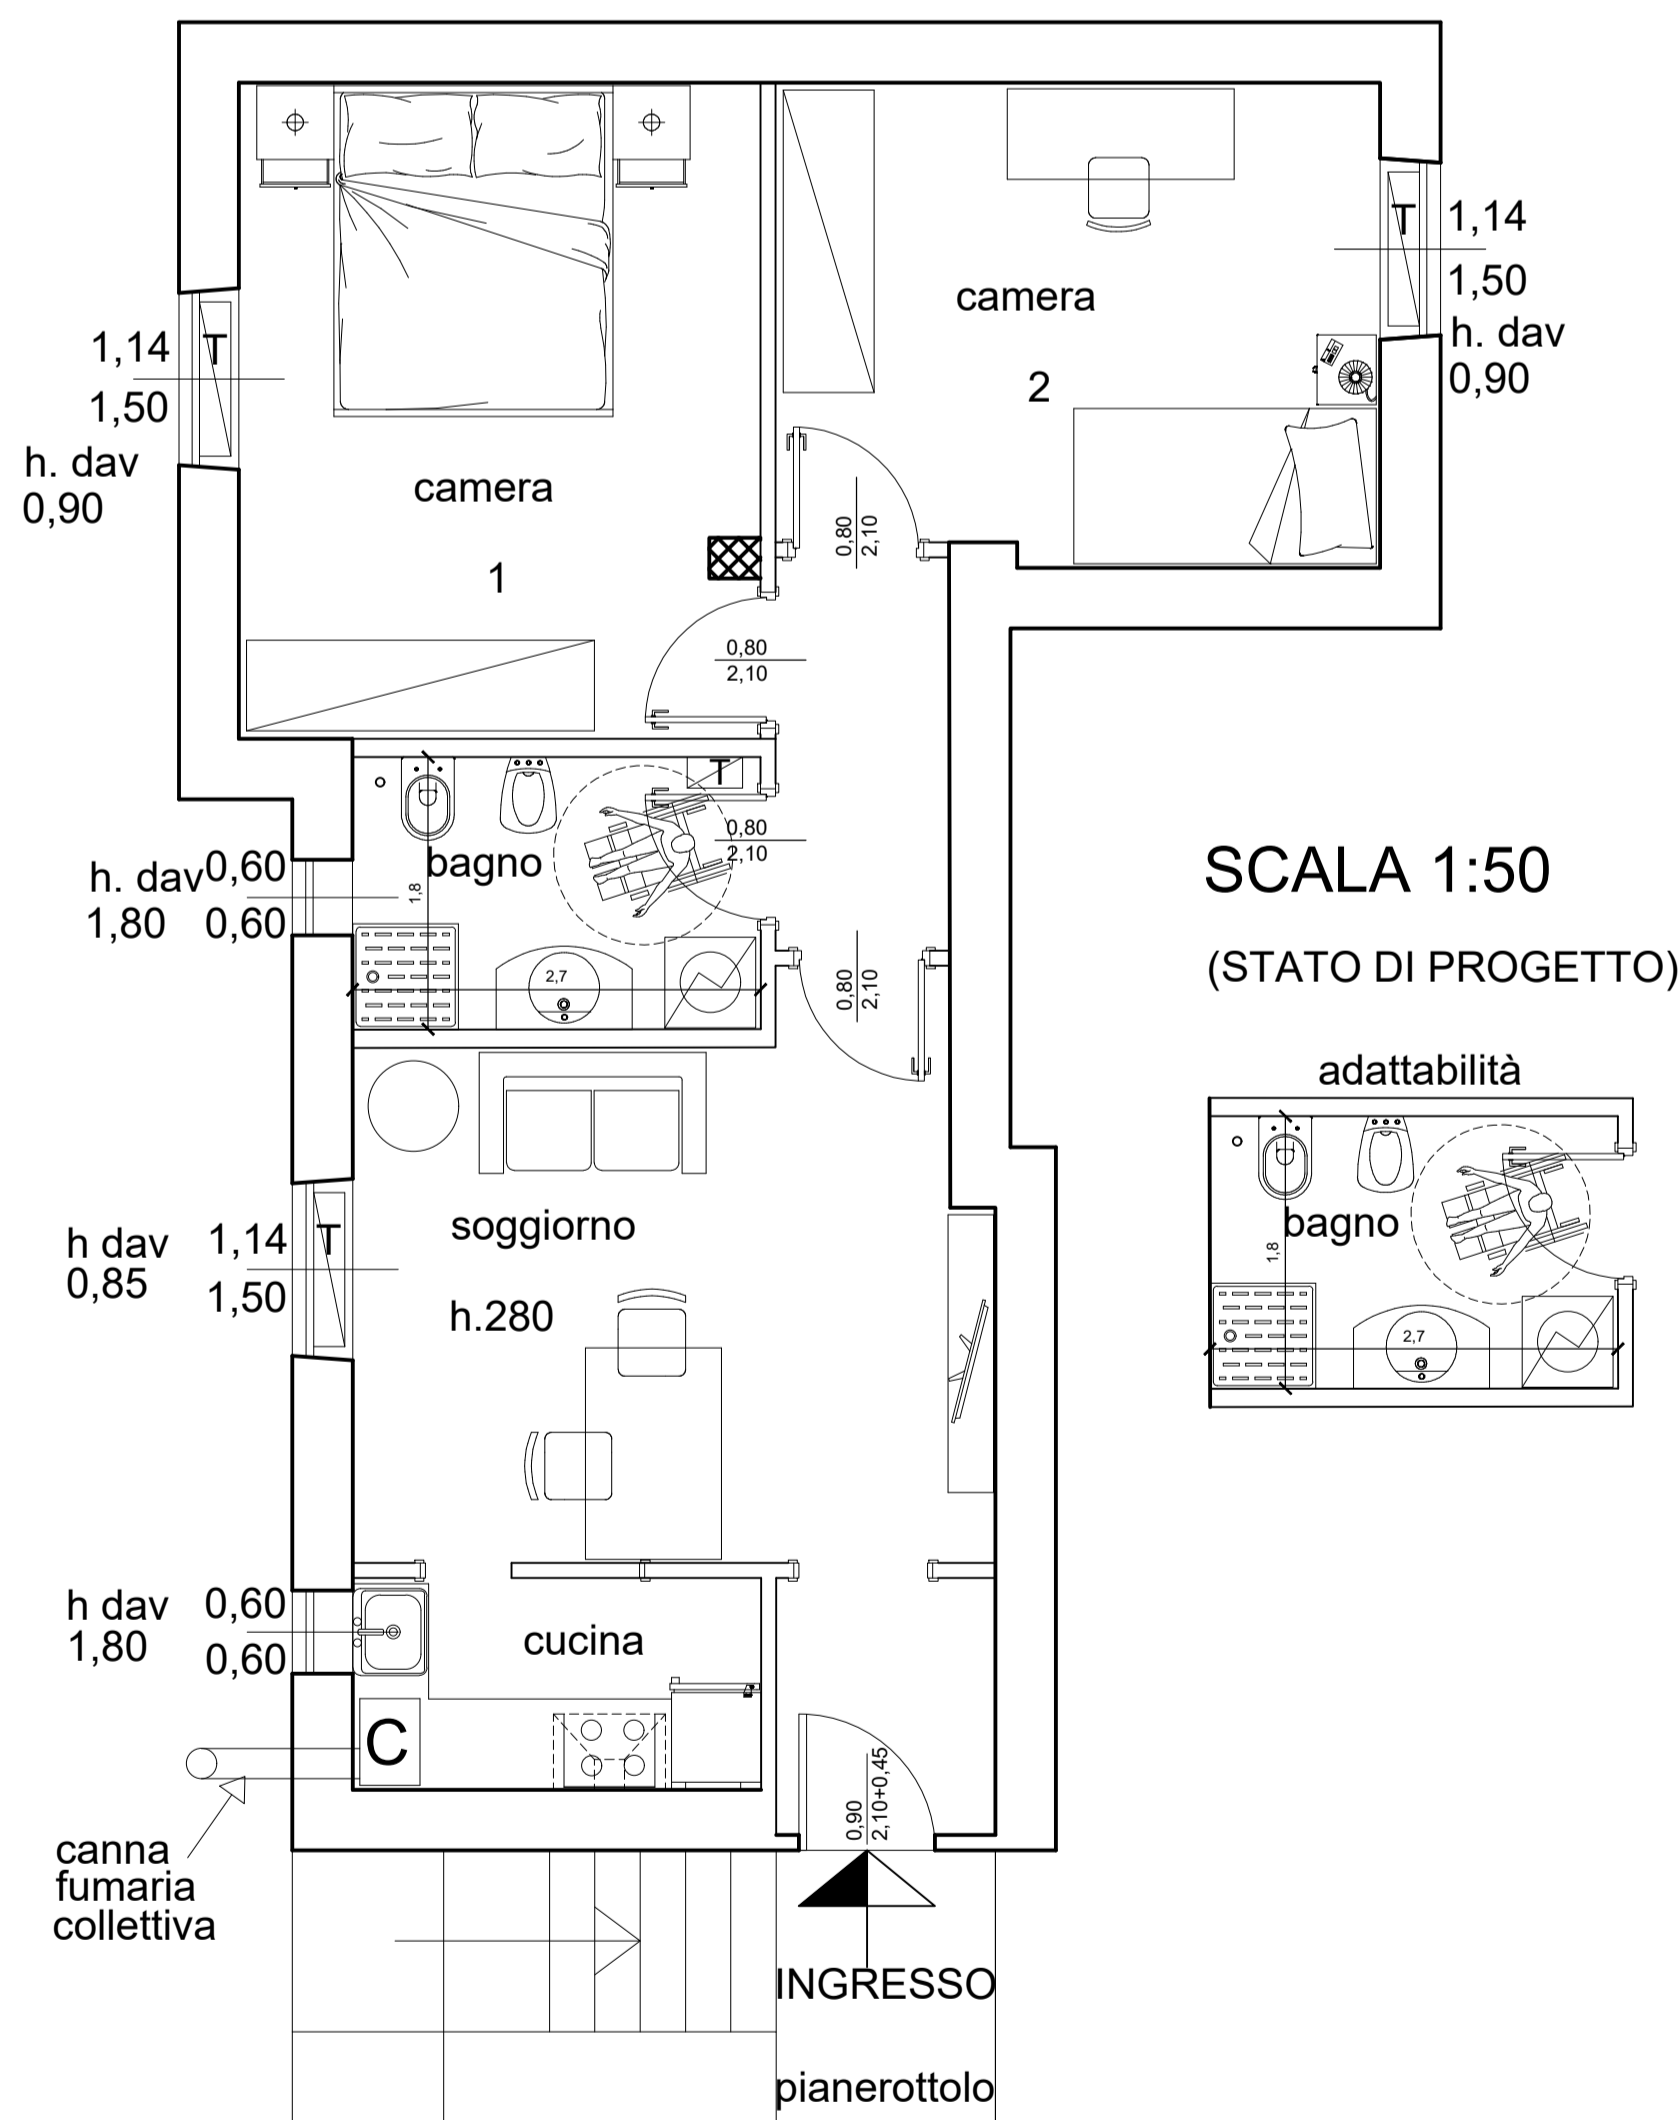 T
1,14
1,50
h. dav
0,90
camera
2
1,14
T
1,50
h. dav
0,90
camera
1
0,80
2,10
0,80
2,10
T
0,80
2,10
bagno
1,8
2,7
h. dav
1,80
0,60
0,60
0,80
2,10
SCALA 1:50
(STATO DI PROGETTO)
adattabilità
bagno
1,8
2,7
soggiorno
h.280
h dav
0,85
1,14
T
1,50
h dav
1,80
0,60
0,60
cucina
C
0,90
2,10+0,45
canna
fumaria
collettiva
INGRESSO
pianerottolo